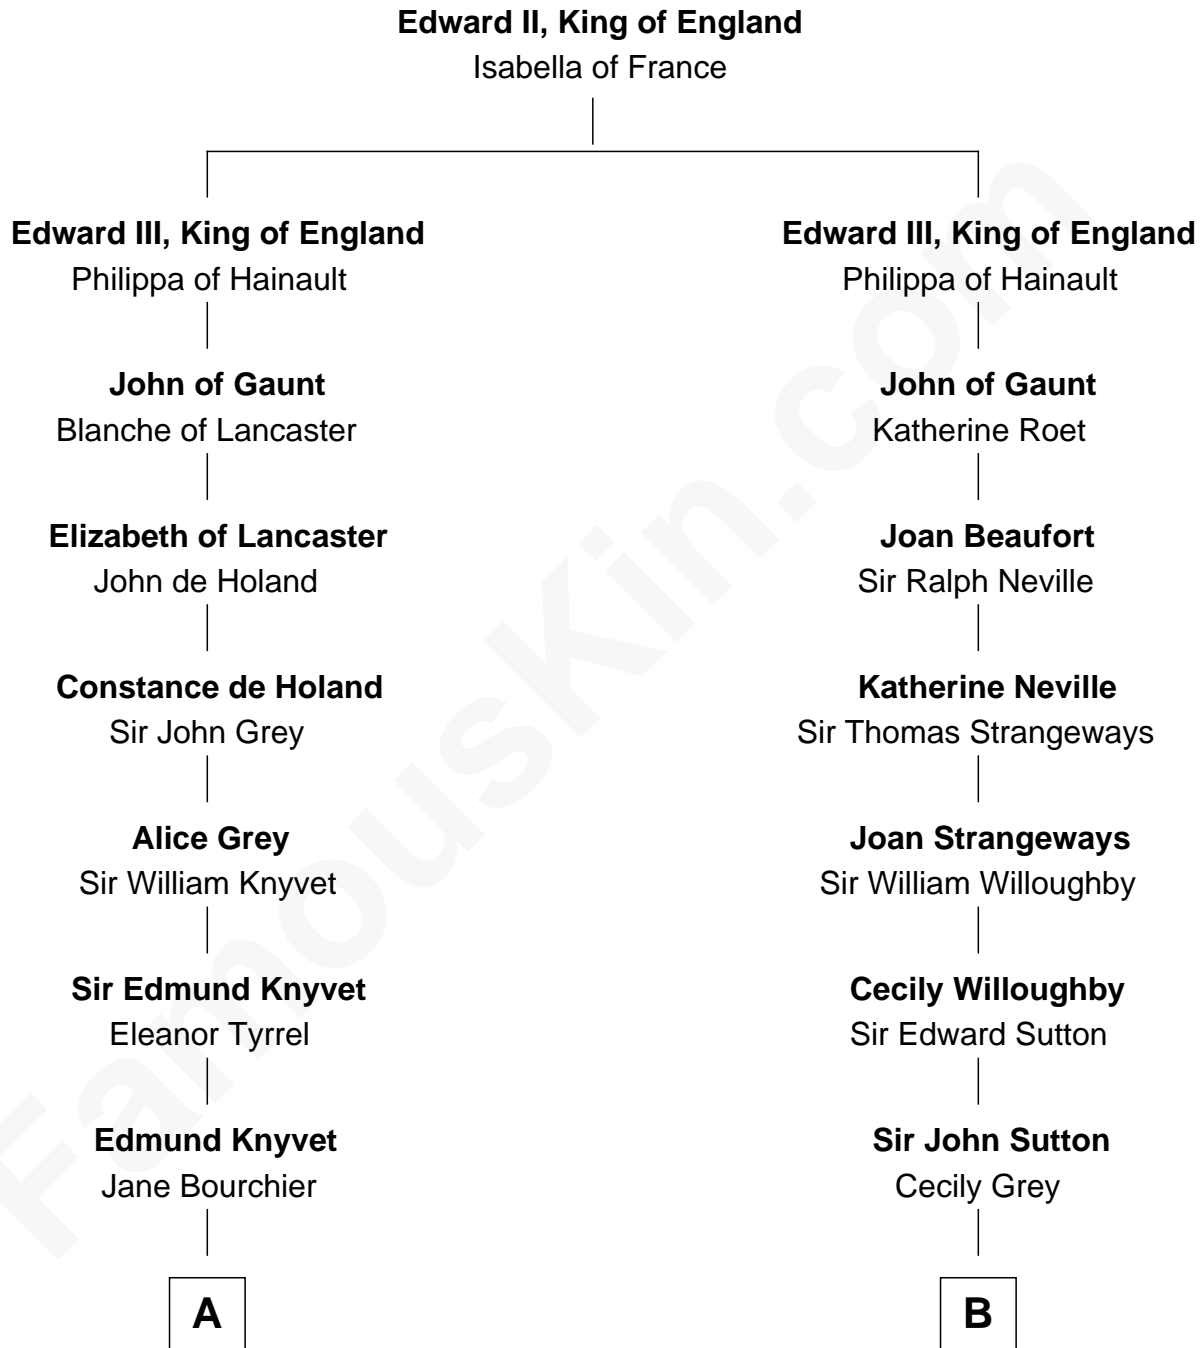 Edward II, King of England
Isabella of France
Edward III, King of England
Philippa of Hainault
John of Gaunt
Blanche of Lancaster
Elizabeth of Lancaster
John de Holand
Constance de Holand
Sir John Grey
Alice Grey
Sir William Knyvet
Sir Edmund Knyvet
Eleanor Tyrrel
Edmund Knyvet
Jane Bourchier
A
Edward III, King of England
Philippa of Hainault
John of Gaunt
Katherine Roet
Joan Beaufort
Sir Ralph Neville
Katherine Neville
Sir Thomas Strangeways
Joan Strangeways
Sir William Willoughby
Cecily Willoughby
Sir Edward Sutton
Sir John Sutton
Cecily Grey
B
FamousKin.com